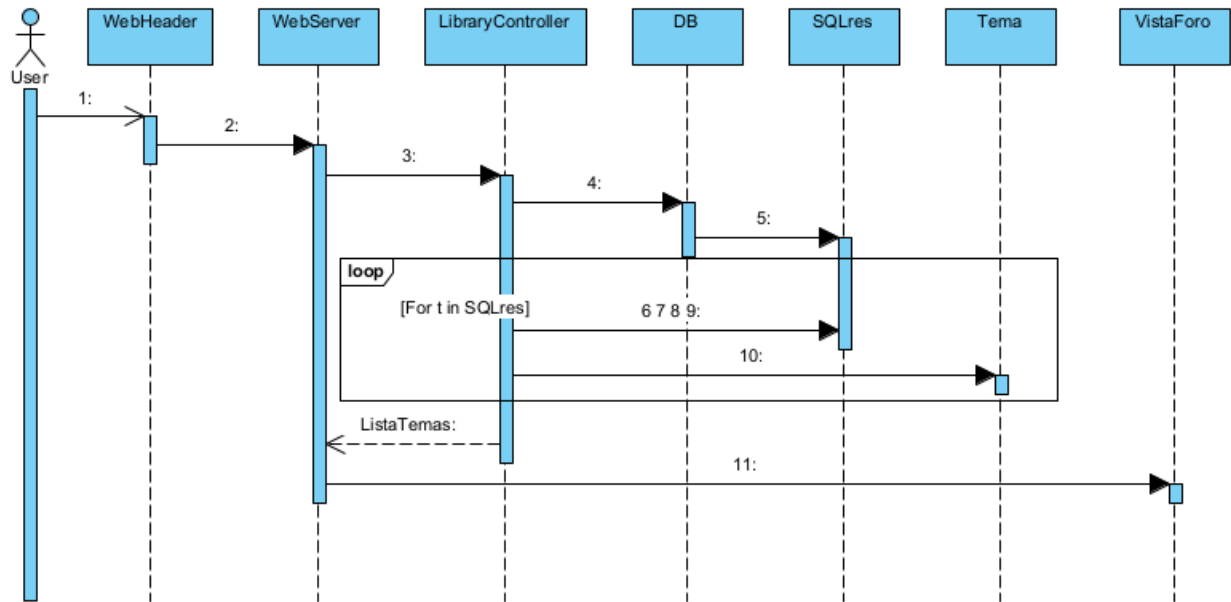 WebHeader
WebServer
LibraryController
DB
SQLres
Tema
VistaForo
User
1:
2:
3:
4:
5:
loop
[For t in SQLres]
6 7 8 9:
10:
ListaTemas:
11: